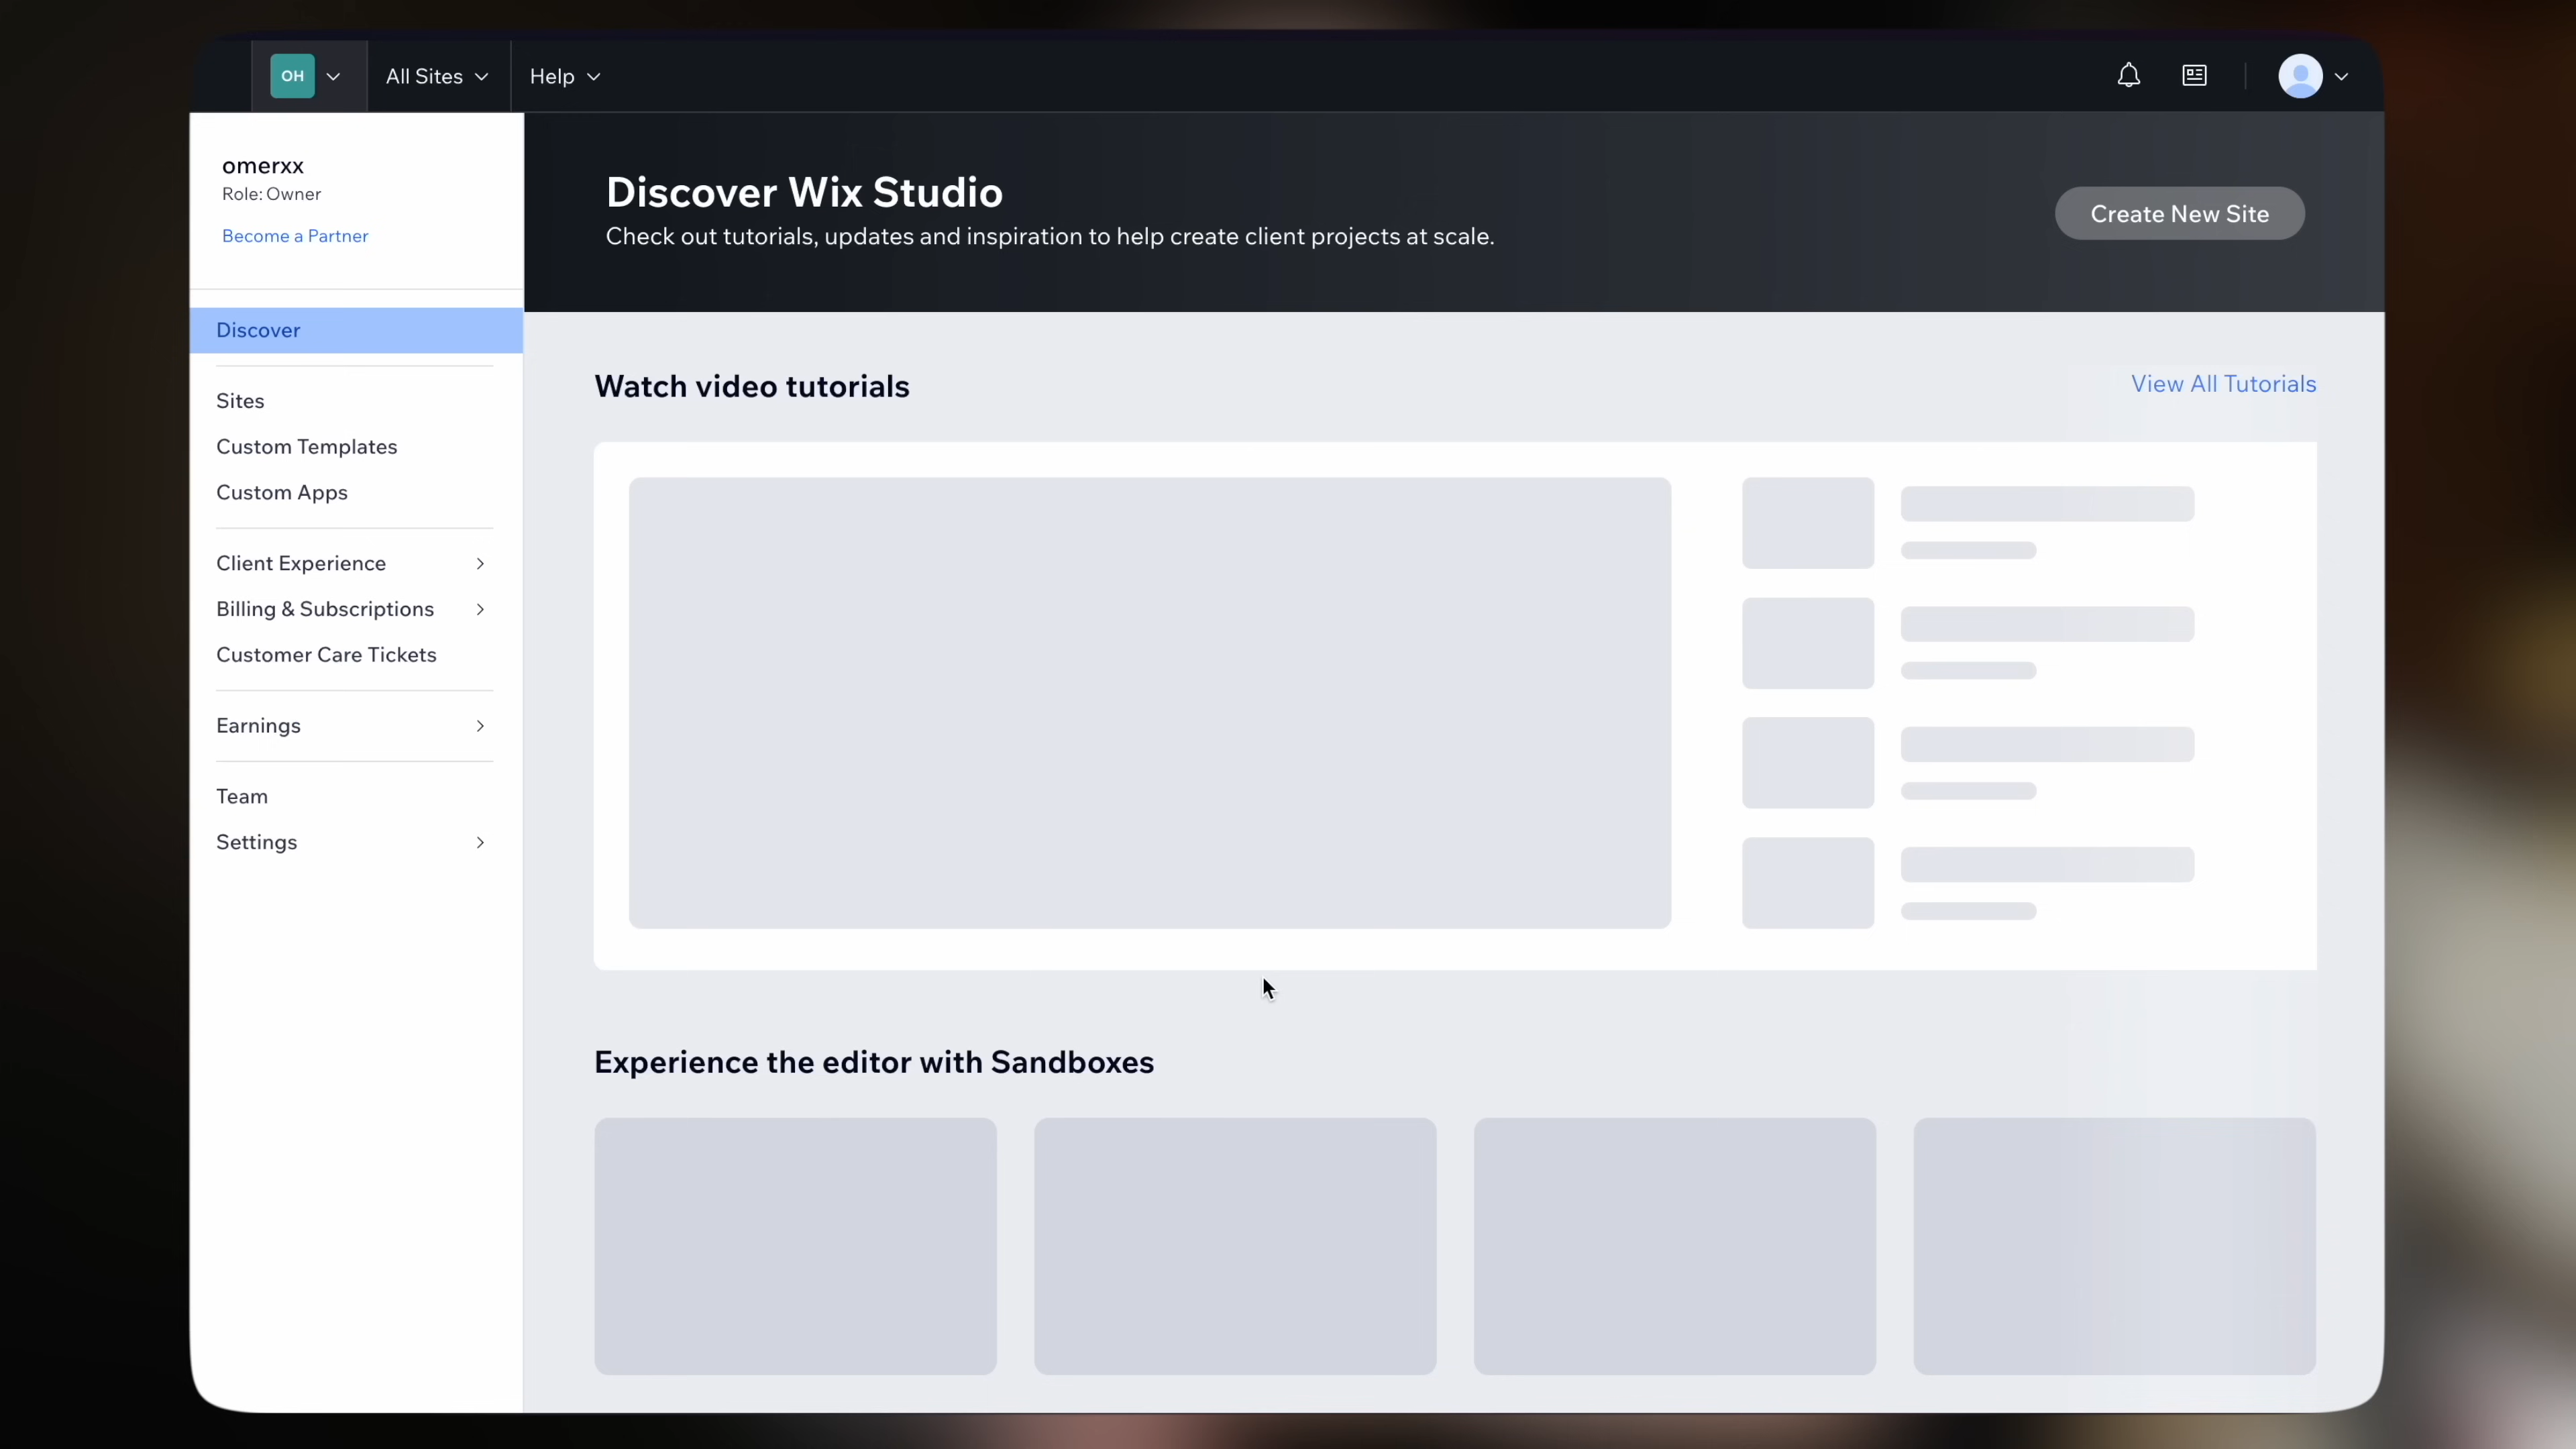 OH
All Sites
Help
omerxx
Role: Owner
Become a Partner
Discover
Sites
Custom Templates
Custom Apps
Client Experience
Billing & Subscriptions
Customer Care Tickets
Earnings
Team
Settings
Discover Wix Studio
Check out tutorials, updates and inspiration to help create client projects at scale.
Create New Site
Watch video tutorials
View All Tutorials
Experience the editor with Sandboxes